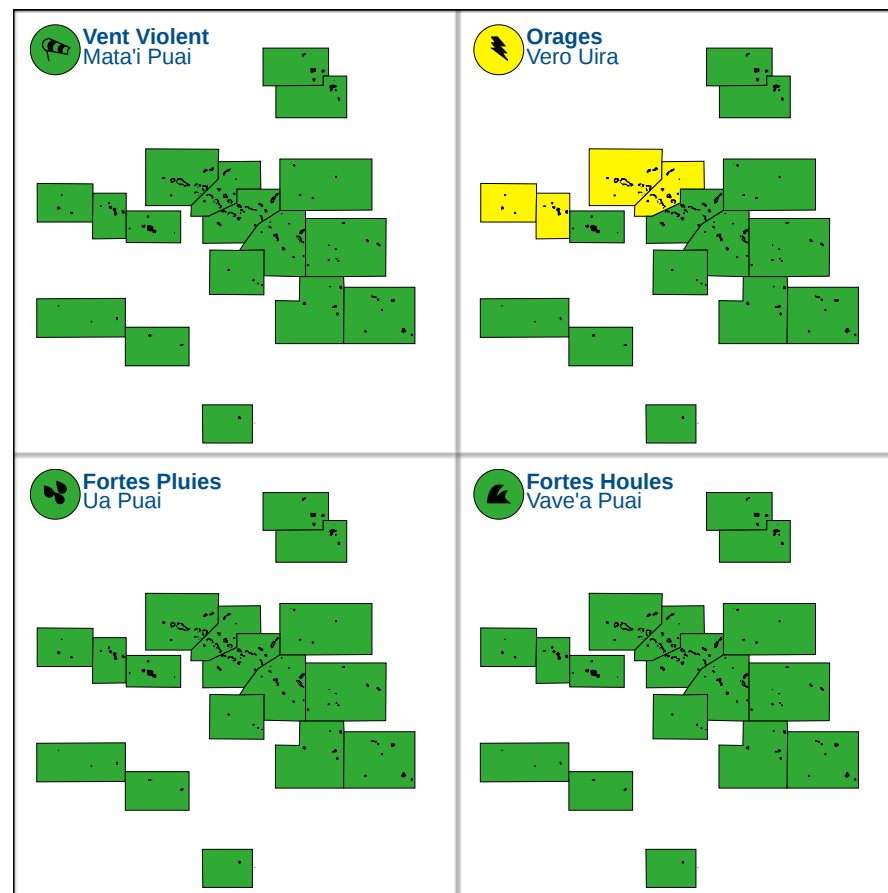 Vent Violent
Mata'i Puai
Orages
Vero Uira
Fortes Pluies
Ua Puai
Fortes Houles
Vave'a Puai